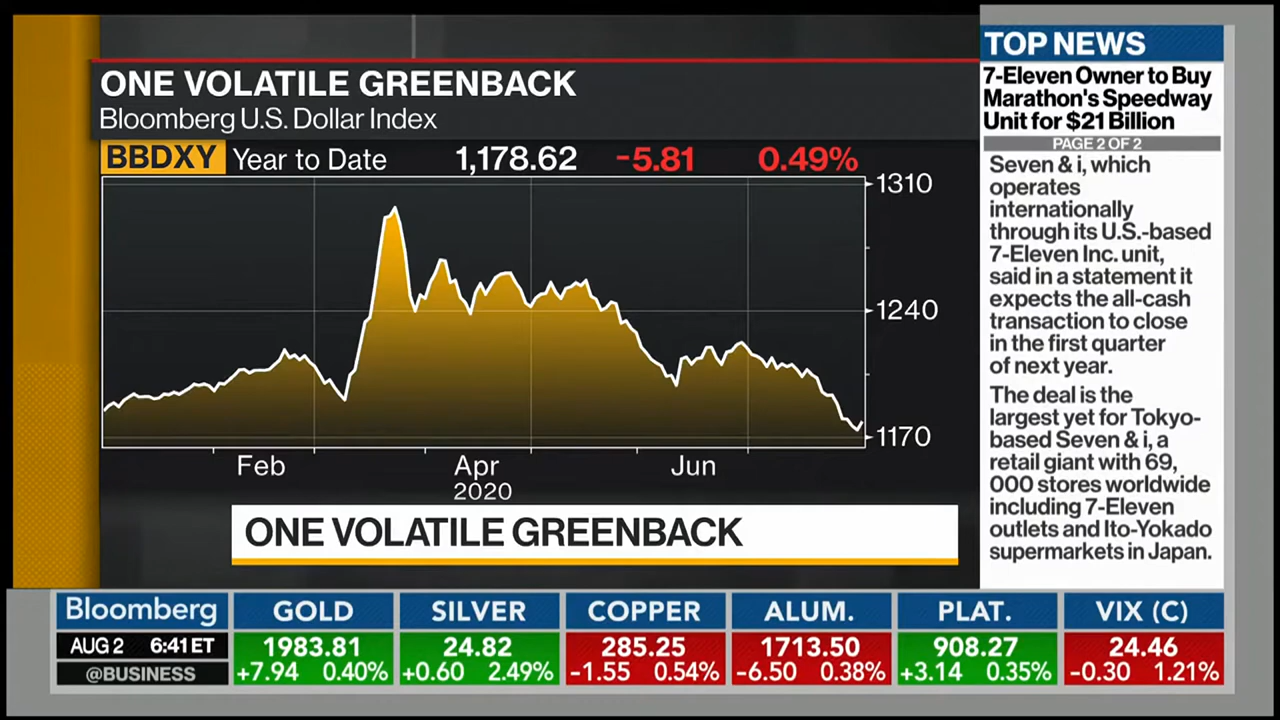 ONE VOLATILE GREENBACK
Bloomberg U.S. Dollar Index
BBDXY Year to Date 1,178.62 -5.81 0.49%
1310
1240
1170
Feb Apr Jun
2020
ONE VOLATILE GREENBACK
TOP NEWS
7-Eleven Owner to Buy
Marathon's Speedway
Unit for $21 Billion
PAGE 2 OF 2
Seven & i, which
operates
internationally
through its U.S.-based
7-Eleven Inc. unit,
said in a statement it
expects the all-cash
transaction to close
in the first quarter
of next year.
The deal is the
largest yet for Tokyo-
based Seven & i, a
retail giant with 69,
000 stores worldwide
including 7-Eleven
outlets and Ito-Yokado
supermarkets in Japan.
Bloomberg GOLD SILVER COPPER ALUM. PLAT. VIX (C)
AUG 2 6:41 ET 1983.81 24.82 285.25 1713.50 908.27 24.46
@BUSINESS +7.94 0.40% +0.60 2.49% -1.55 0.54% -6.50 0.38% +3.14 0.35% -0.30 1.21%